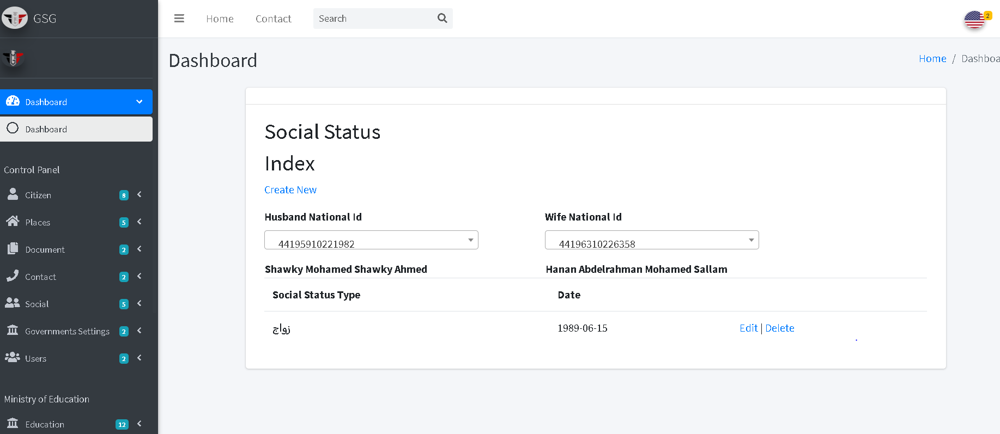 GSG
Home Contact Search 2
Dashboard
Home / Dashboa
Dashboard
Dashboard
Control Panel
Citizen 8
Places 5
Document 2
Contact 2
Social 5
Governments Settings 2
Users 2
Ministry of Education
Education 12
Social Status
Index
Create New
Husband National Id Wife National Id
44195910221982 44196310226358
Shawky Mohamed Shawky Ahmed Hanan Abdelrahman Mohamed Sallam
Social Status Type Date
زواج 1989-06-15 Edit | Delete